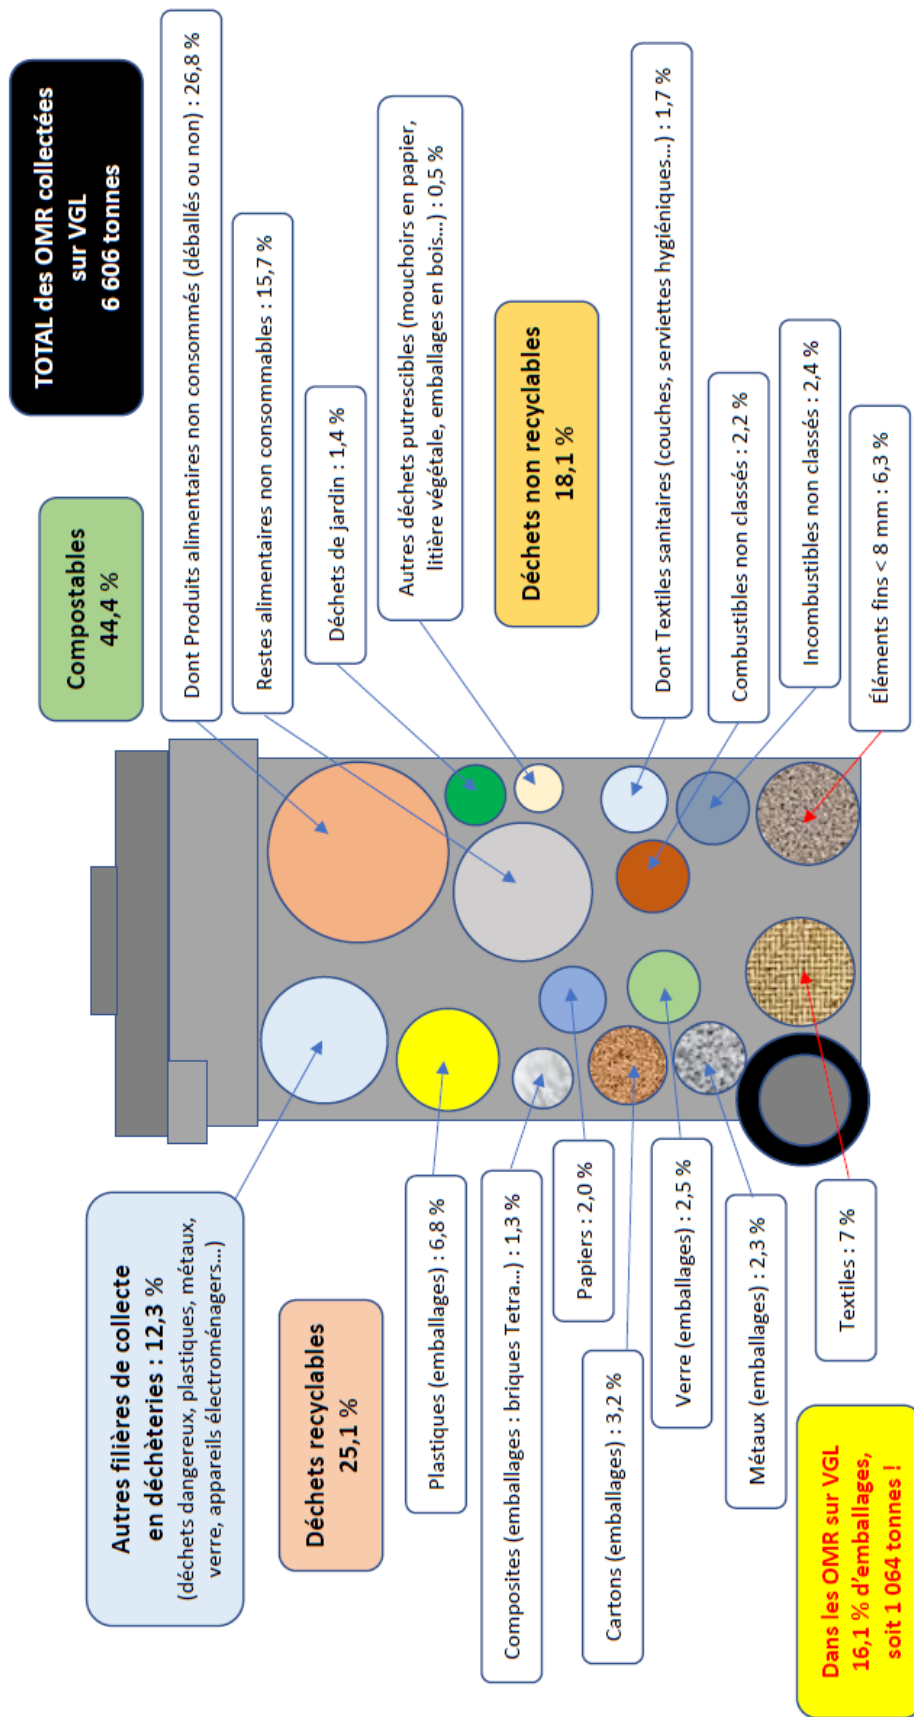 TOTAL des OMR collectées
sur VGL
6 606 tonnes
Autres filières de collecte
en déchèteries : 12,3 %
(déchets dangereux, plastiques, métaux,
verre, appareils électroménagers...)
Déchets recyclables
25,1 %
Plastiques (emballages) : 6,8 %
Composites (emballages : briques Tetra...) : 1,3 %
Papiers : 2,0 %
Cartons (emballages) : 3,2 %
Verre (emballages) : 2,5 %
Métaux (emballages) : 2,3 %
Textiles : 7 %
Dans les OMR sur VGL
16,1 % d'emballages,
soit 1 064 tonnes !
Compostables
44,4 %
Dont Produits alimentaires non consommés (déballés ou non) : 26,8 %
Restes alimentaires non consommables : 15,7 %
Déchets de jardin : 1,4 %
Autres déchets putrescibles (mouchoirs en papier,
litière végétale, emballages en bois...) : 0,5 %
Déchets non recyclables
18,1 %
Dont Textiles sanitaires (couches, serviettes hygiéniques...) : 1,7 %
Combustibles non classés : 2,2 %
Incombustibles non classés : 2,4 %
Éléments fins < 8 mm : 6,3 %